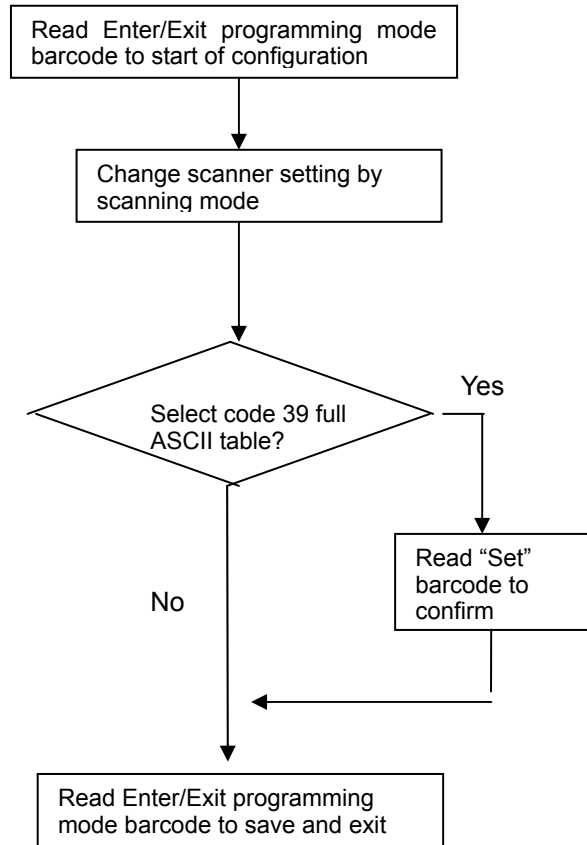 Read Enter/Exit programming mode
barcode to start of configuration
Change scanner setting by
scanning mode
Select code 39 full
ASCII table?
Yes
Read “Set”
barcode to
confirm
No
Read Enter/Exit programming
mode barcode to save and exit